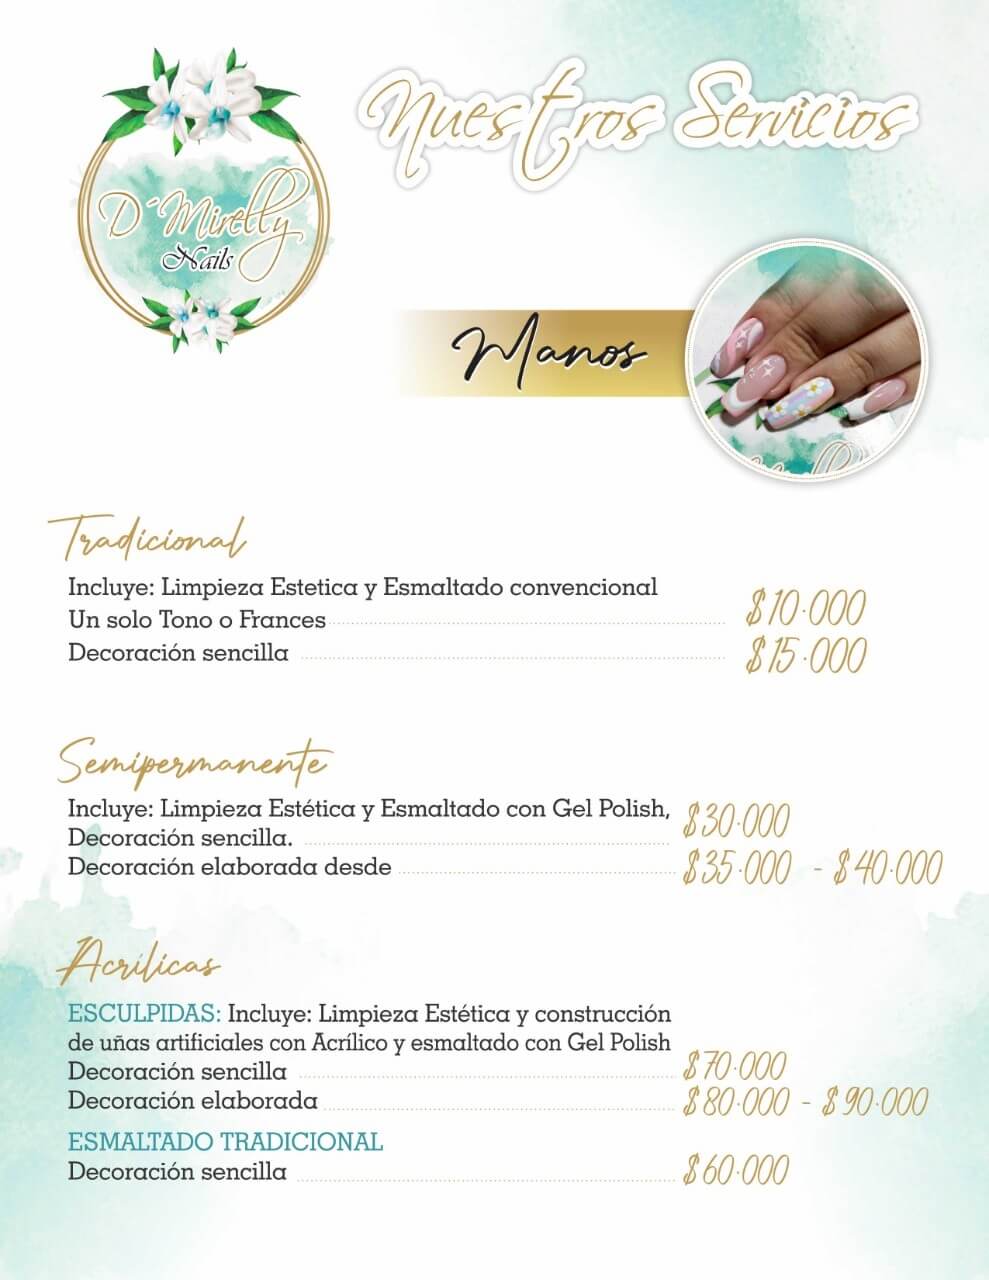 D´Mirelly
Nails
Nuestros Servicios
Manos
Tradicional
Incluye: Limpieza Estetica y Esmaltado convencional
Un solo Tono o Frances $10.000
Decoración sencilla $15.000
Semipermanente
Incluye: Limpieza Estética y Esmaltado con Gel Polish,
Decoración sencilla. $30.000
Decoración elaborada desde $35.000 - $40.000
Acrílicas
ESCULPIDAS: Incluye: Limpieza Estética y construcción
de uñas artificiales con Acrílico y esmaltado con Gel Polish
Decoración sencilla $70.000
Decoración elaborada $80.000 - $90.000
ESMALTADO TRADICIONAL
Decoración sencilla $60.000